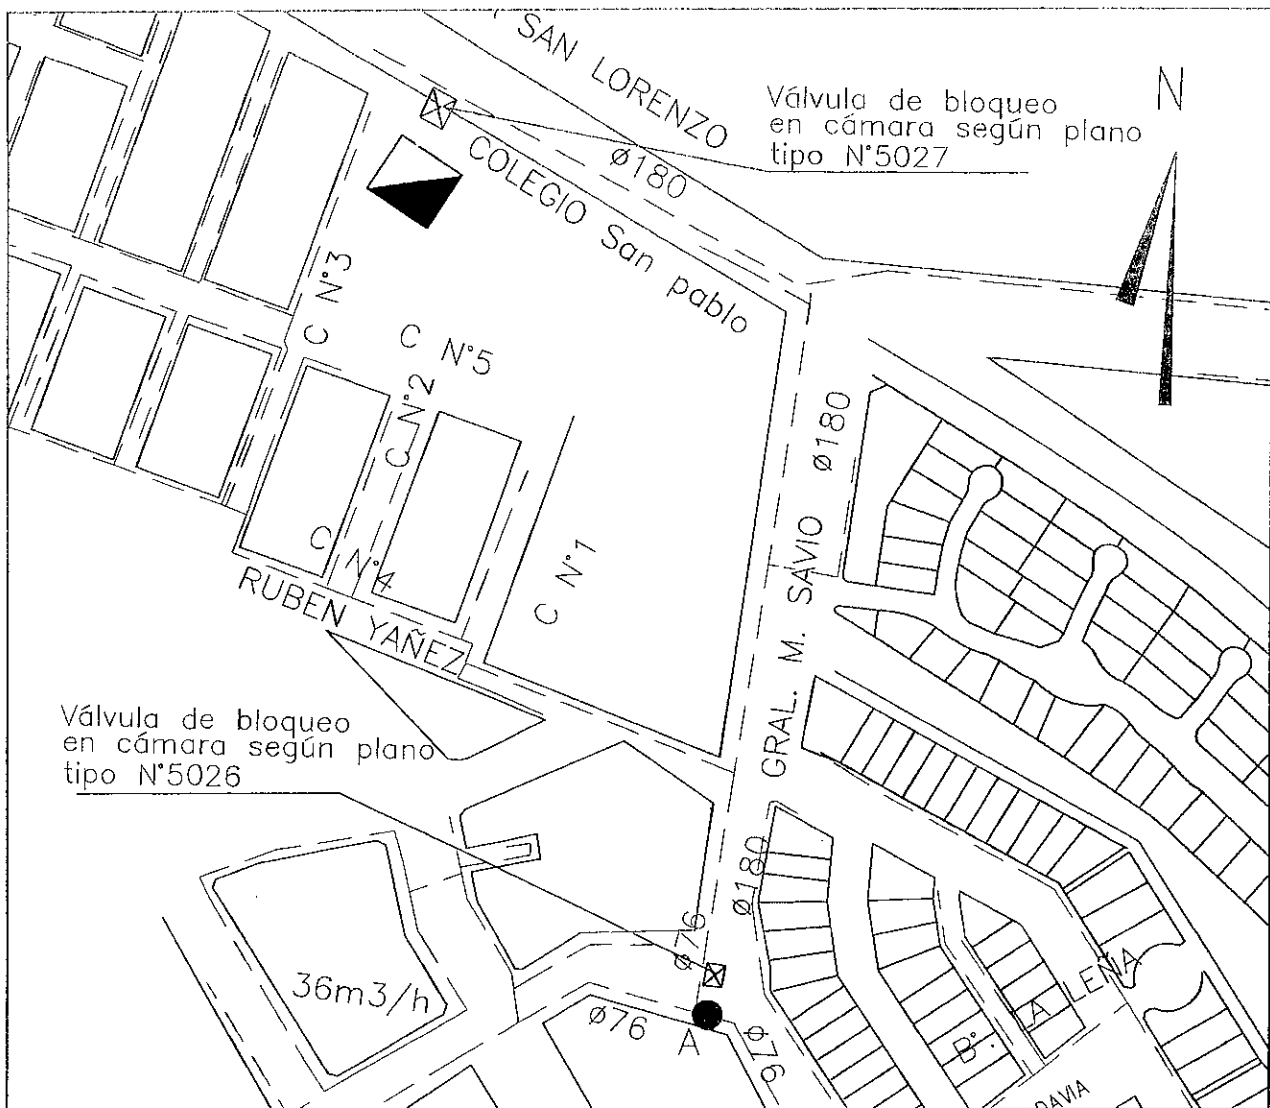 SAN LORENZO
Válvula de bloqueo
en cámara según plano
tipo N°5027
N
ø180
COLEGIO San pablo
C N°3
C N°5
C N°2
ø180
C N°1
C N°4
RUBEN YAÑEZ
GRAL. M. SAVIO
Válvula de bloqueo
en cámara según plano
tipo N°5026
ø180
ø76
36m3/h
ø76
A
ø76
B: LA LEÑA